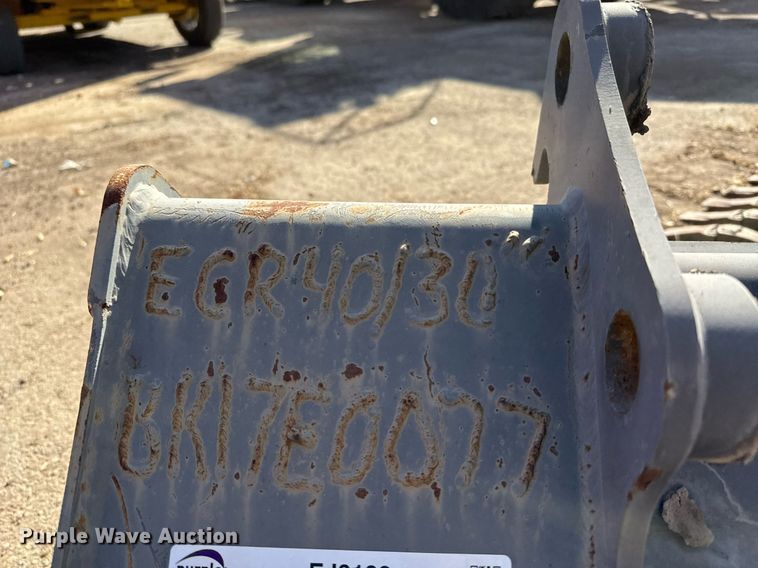 ECR40/30"
BK17E0077
Purple Wave Auction